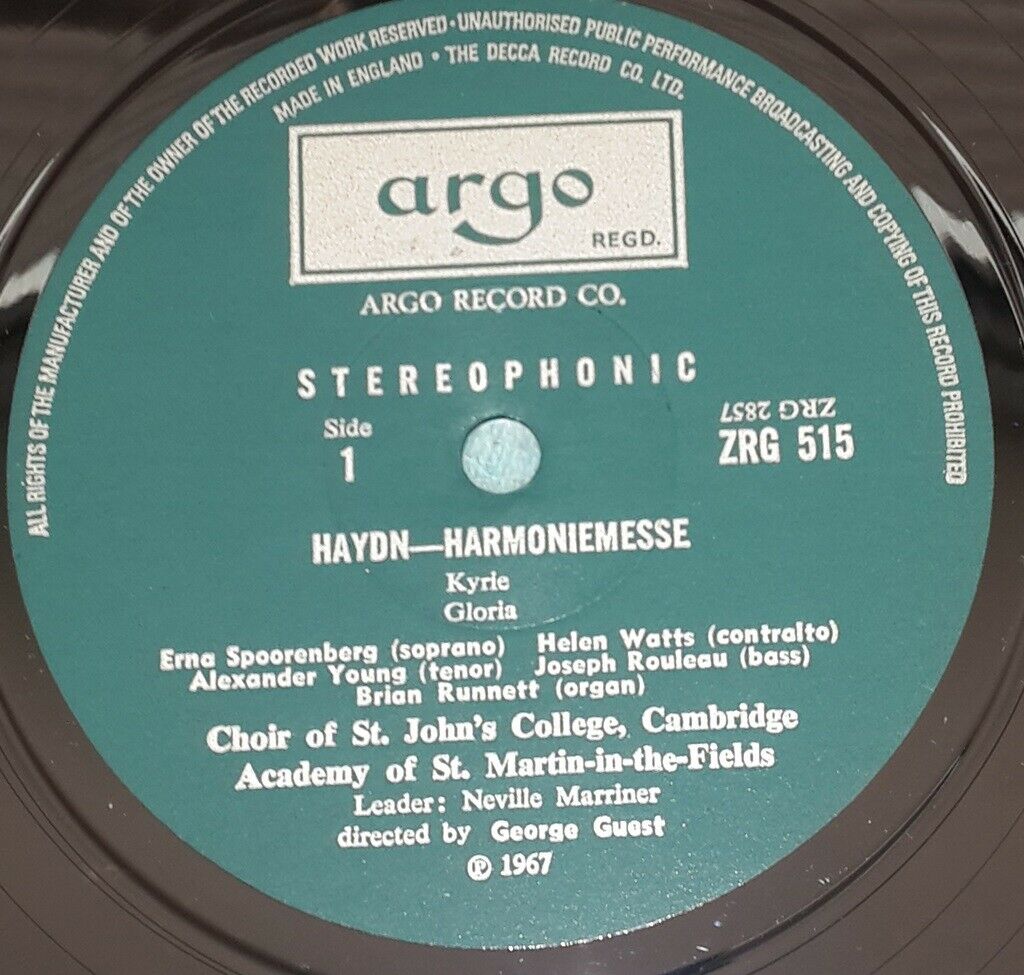 ALL RIGHTS OF THE MANUFACTURER AND OF THE OWNER OF THE RECORDED WORK RESERVED · UNAUTHORISED PUBLIC PERFORMANCE BROADCASTING AND COPYING OF THIS RECORD PROHIBITED
MADE IN ENGLAND • THE DECCA RECORD CO. LTD.
argo
REGD.
ARGO RECORD CO.
STEREOPHONIC
Side
1
ZRG 2857
ZRG 515
HAYDN—HARMONIEMESSE
Kyrie
Gloria
Erna Spoorenberg (soprano) Helen Watts (contralto)
Alexander Young (tenor) Joseph Rouleau (bass)
Brian Runnett (organ)
Choir of St. John's College, Cambridge
Academy of St. Martin-in-the-Fields
Leader: Neville Marriner
directed by George Guest
℗ 1967